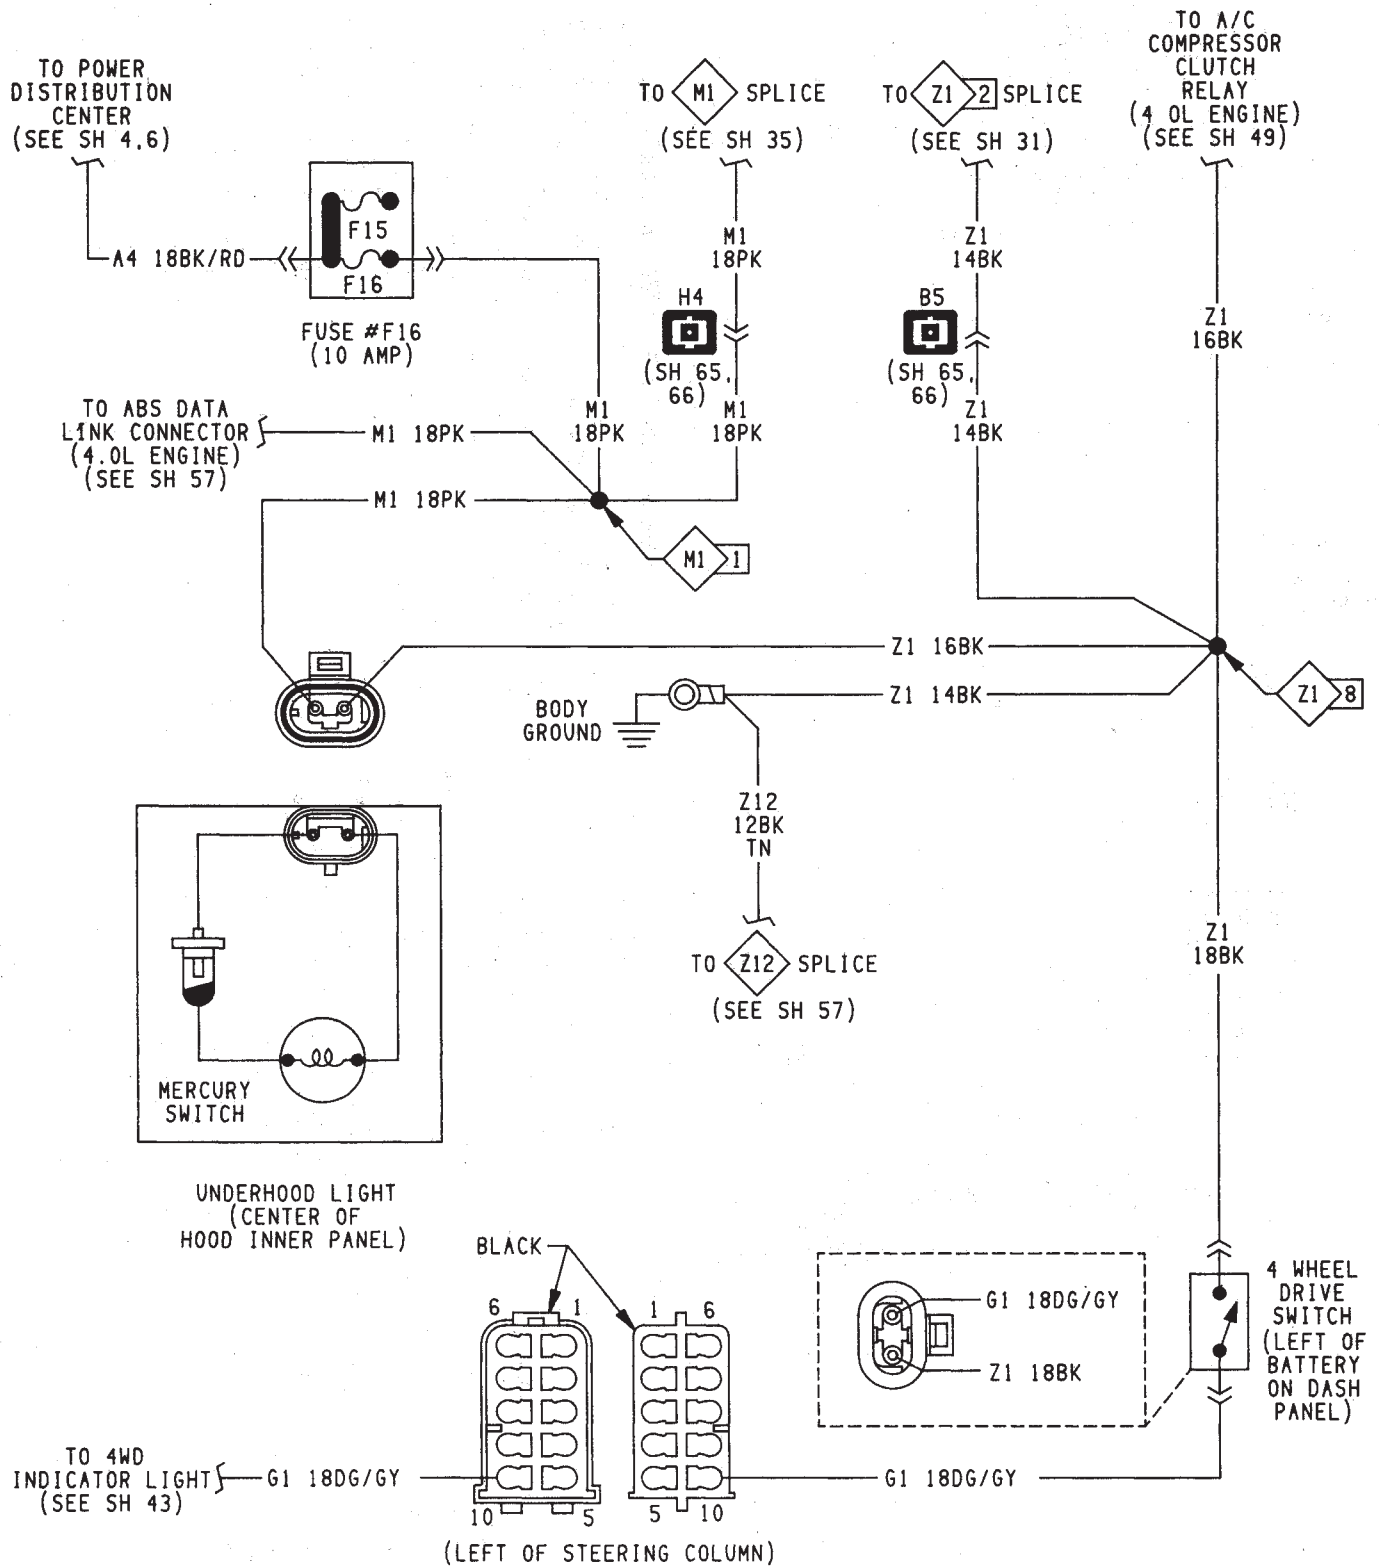 TO POWER
DISTRIBUTION
CENTER
(SEE SH 4,6)
TO M1 SPLICE
(SEE SH 35)
TO Z1 2 SPLICE
(SEE SH 31)
TO A/C
COMPRESSOR
CLUTCH
RELAY
(4 OL ENGINE)
(SEE SH 49)
F15
F16
A4 18BK/RD
FUSE #F16
(10 AMP)
M1
18PK
H4
(SH 65,
66)
M1
18PK
Z1
14BK
B5
(SH 65,
66)
Z1
14BK
Z1
16BK
TO ABS DATA
LINK CONNECTOR
(4.0L ENGINE)
(SEE SH 57)
M1 18PK
M1
18PK
M1 18PK
M1 1
Z1 16BK
Z1 14BK
Z1 8
BODY
GROUND
Z12
12BK
TN
TO Z12 SPLICE
(SEE SH 57)
Z1
18BK
MERCURY
SWITCH
UNDERHOOD LIGHT
(CENTER OF
HOOD INNER PANEL)
BLACK
6 1
1 6
G1 18DG/GY
Z1 18BK
4 WHEEL
DRIVE
SWITCH
(LEFT OF
BATTERY
ON DASH
PANEL)
TO 4WD
INDICATOR LIGHT
(SEE SH 43)
G1 18DG/GY
G1 18DG/GY
10 5
5 10
(LEFT OF STEERING COLUMN)